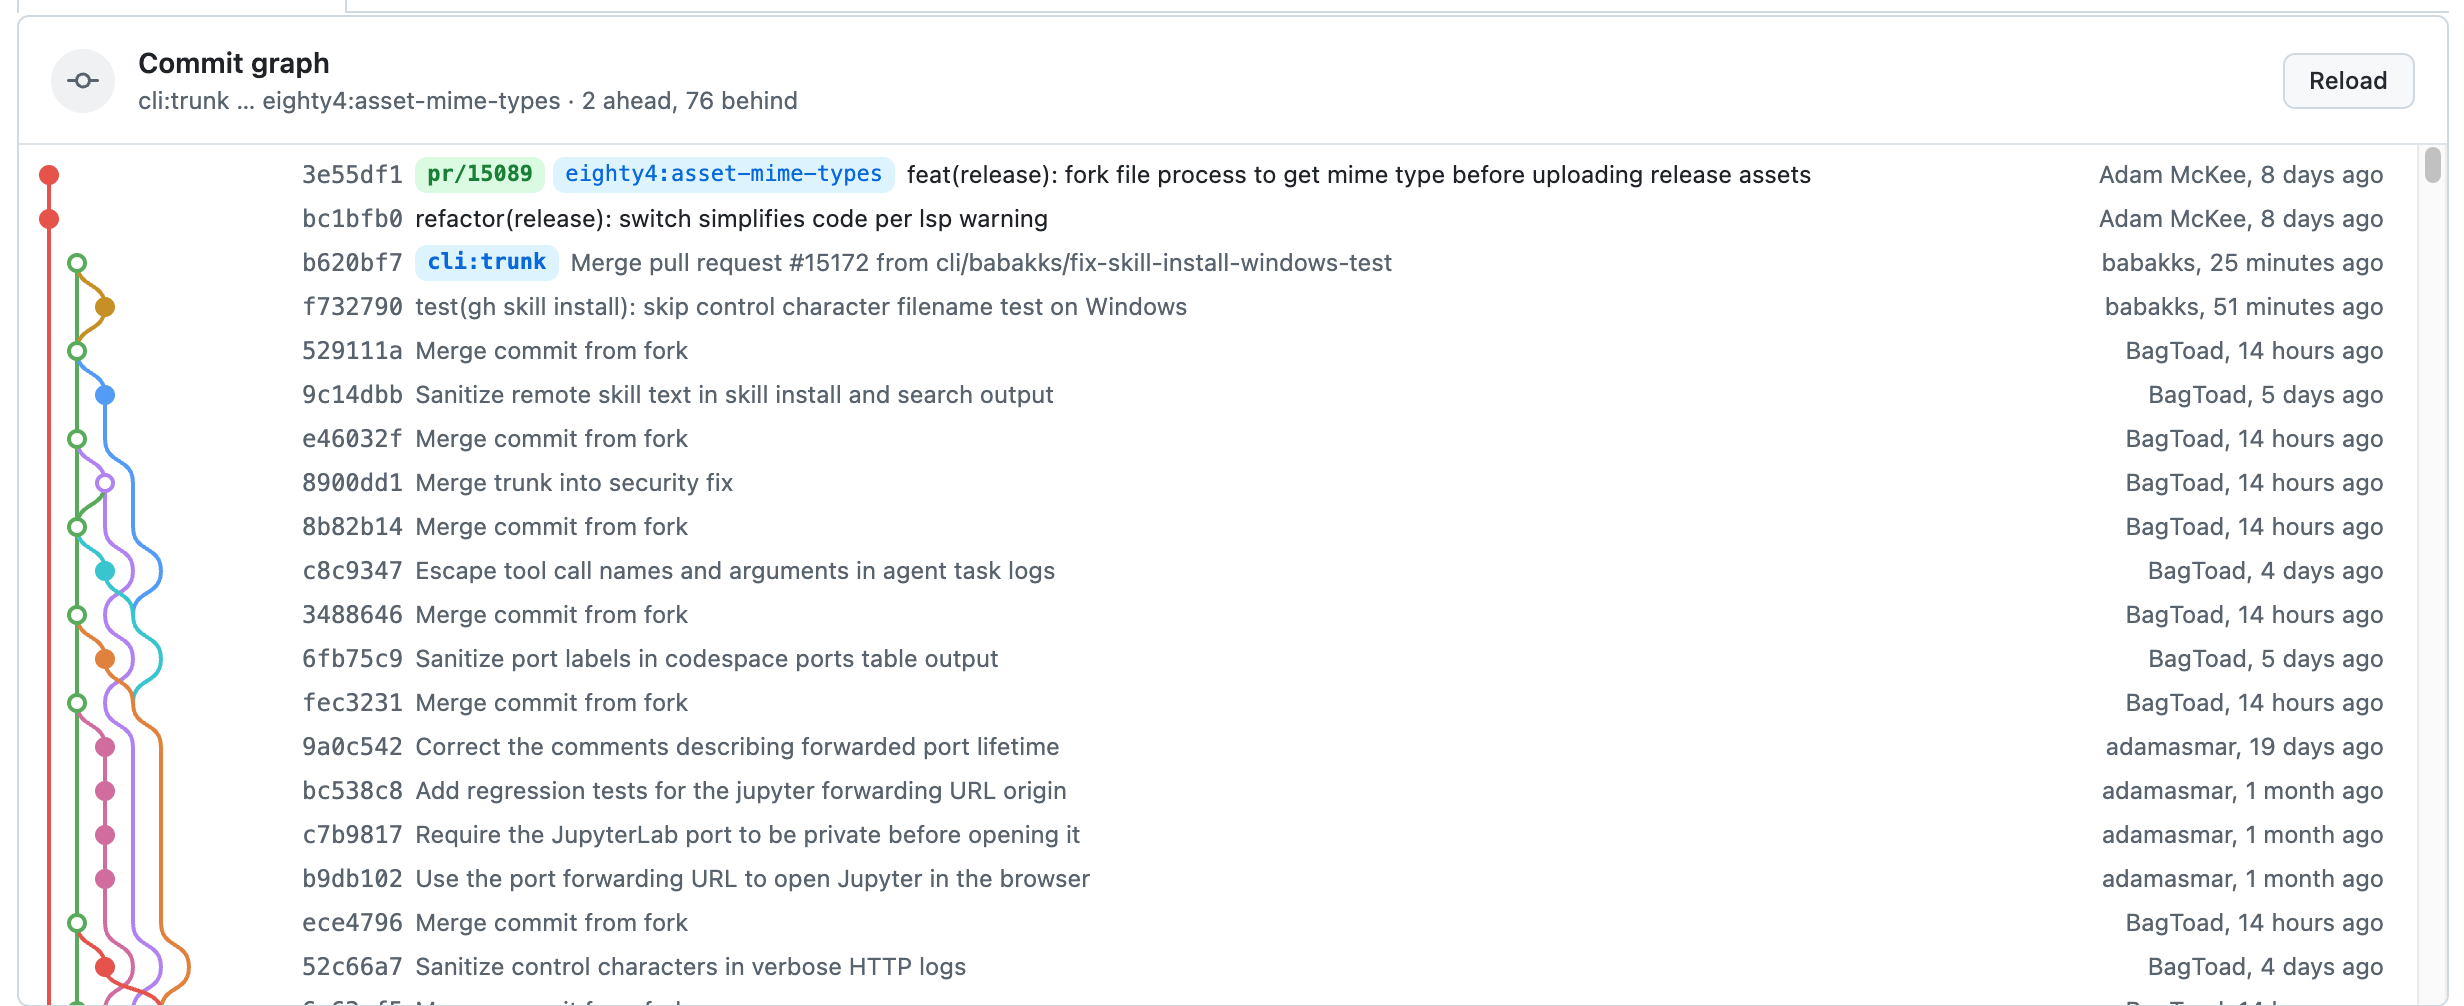 Commit graph
cli:trunk ... eighty4:asset-mime-types · 2 ahead, 76 behind
Reload
3e55df1 pr/15089 eighty4:asset-mime-types feat(release): fork file process to get mime type before uploading release assets Adam McKee, 8 days ago
bc1bfb0 refactor(release): switch simplifies code per lsp warning Adam McKee, 8 days ago
b620bf7 cli:trunk Merge pull request #15172 from cli/babakks/fix-skill-install-windows-test babakks, 25 minutes ago
f732790 test(gh skill install): skip control character filename test on Windows babakks, 51 minutes ago
529111a Merge commit from fork BagToad, 14 hours ago
9c14dbb Sanitize remote skill text in skill install and search output BagToad, 5 days ago
e46032f Merge commit from fork BagToad, 14 hours ago
8900dd1 Merge trunk into security fix BagToad, 14 hours ago
8b82b14 Merge commit from fork BagToad, 14 hours ago
c8c9347 Escape tool call names and arguments in agent task logs BagToad, 4 days ago
3488646 Merge commit from fork BagToad, 14 hours ago
6fb75c9 Sanitize port labels in codespace ports table output BagToad, 5 days ago
fec3231 Merge commit from fork BagToad, 14 hours ago
9a0c542 Correct the comments describing forwarded port lifetime adamasmar, 19 days ago
bc538c8 Add regression tests for the jupyter forwarding URL origin adamasmar, 1 month ago
c7b9817 Require the JupyterLab port to be private before opening it adamasmar, 1 month ago
b9db102 Use the port forwarding URL to open Jupyter in the browser adamasmar, 1 month ago
ece4796 Merge commit from fork BagToad, 14 hours ago
52c66a7 Sanitize control characters in verbose HTTP logs BagToad, 4 days ago